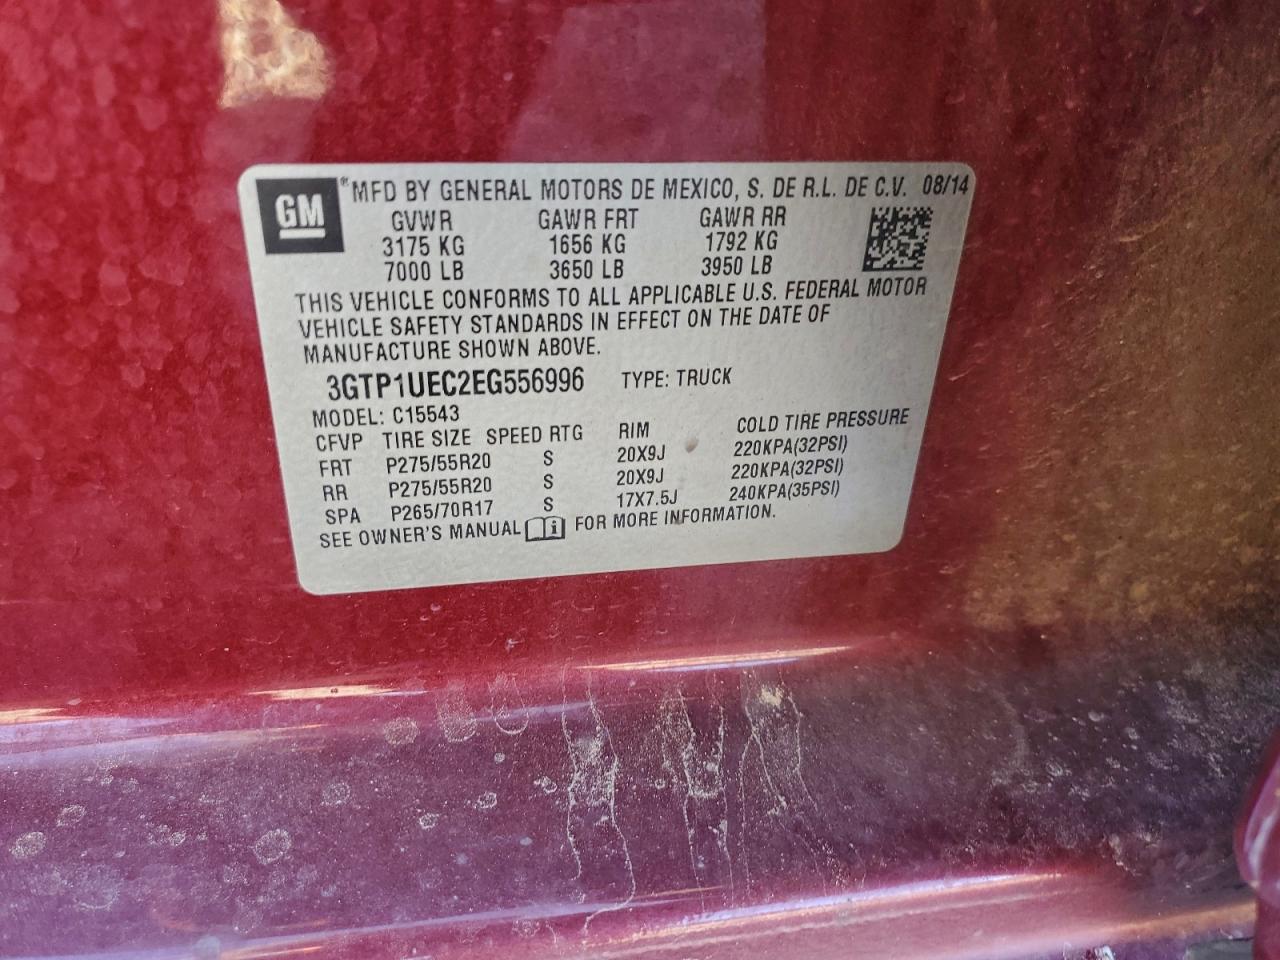 GM ® MFD BY GENERAL MOTORS DE MEXICO, S. DE R.L. DE C.V. 08/14
GVWR GAWR FRT GAWR RR
3175 KG 1656 KG 1792 KG
7000 LB 3650 LB 3950 LB
THIS VEHICLE CONFORMS TO ALL APPLICABLE U.S. FEDERAL MOTOR
VEHICLE SAFETY STANDARDS IN EFFECT ON THE DATE OF
MANUFACTURE SHOWN ABOVE.
3GTP1UEC2EG556996 TYPE: TRUCK
MODEL: C15543
CFVP TIRE SIZE SPEED RTG RIM COLD TIRE PRESSURE
FRT P275/55R20 S 20X9J 220KPA(32PSI)
RR P275/55R20 S 20X9J 220KPA(32PSI)
SPA P265/70R17 S 17X7.5J 240KPA(35PSI)
SEE OWNER'S MANUAL i FOR MORE INFORMATION.